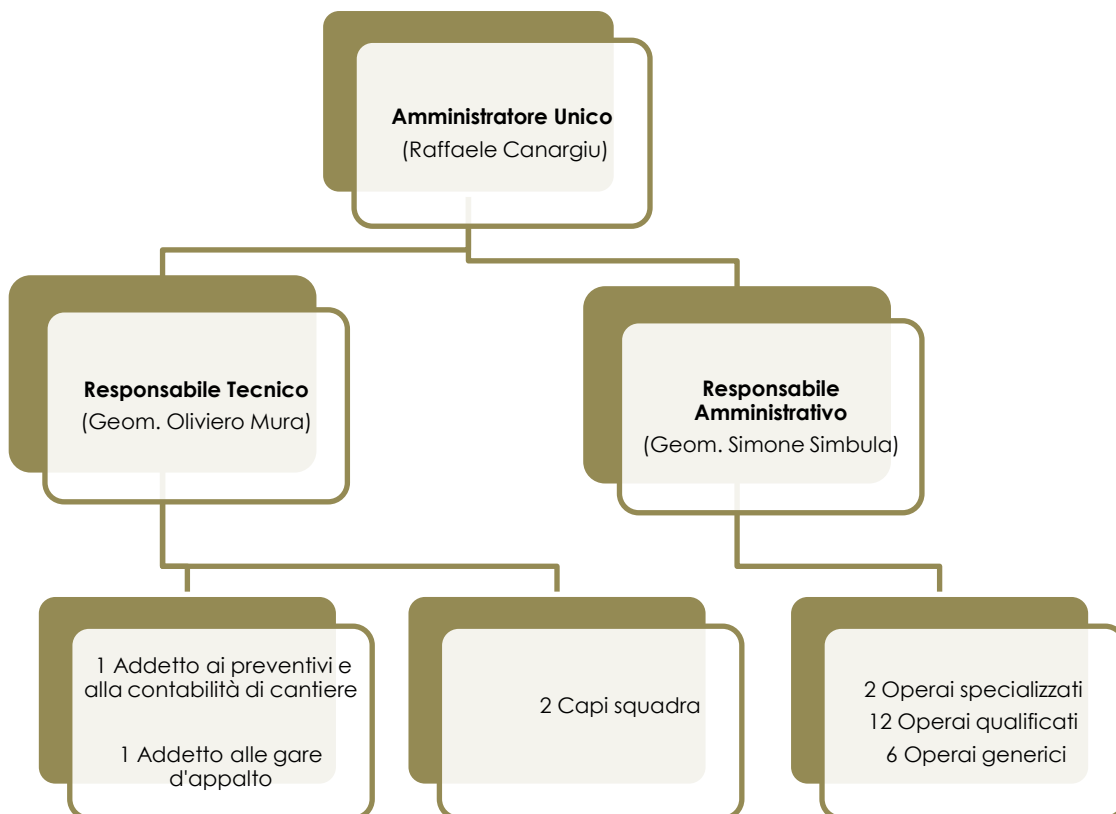 Amministratore Unico
(Raffaele Canargiu)
Responsabile Tecnico
(Geom. Oliviero Mura)
Responsabile
Amministrativo
(Geom. Simone Simbula)
1 Addetto ai preventivi e
alla contabilità di cantiere
1 Addetto alle gare
d'appalto
2 Capi squadra
2 Operai specializzati
12 Operai qualificati
6 Operai generici